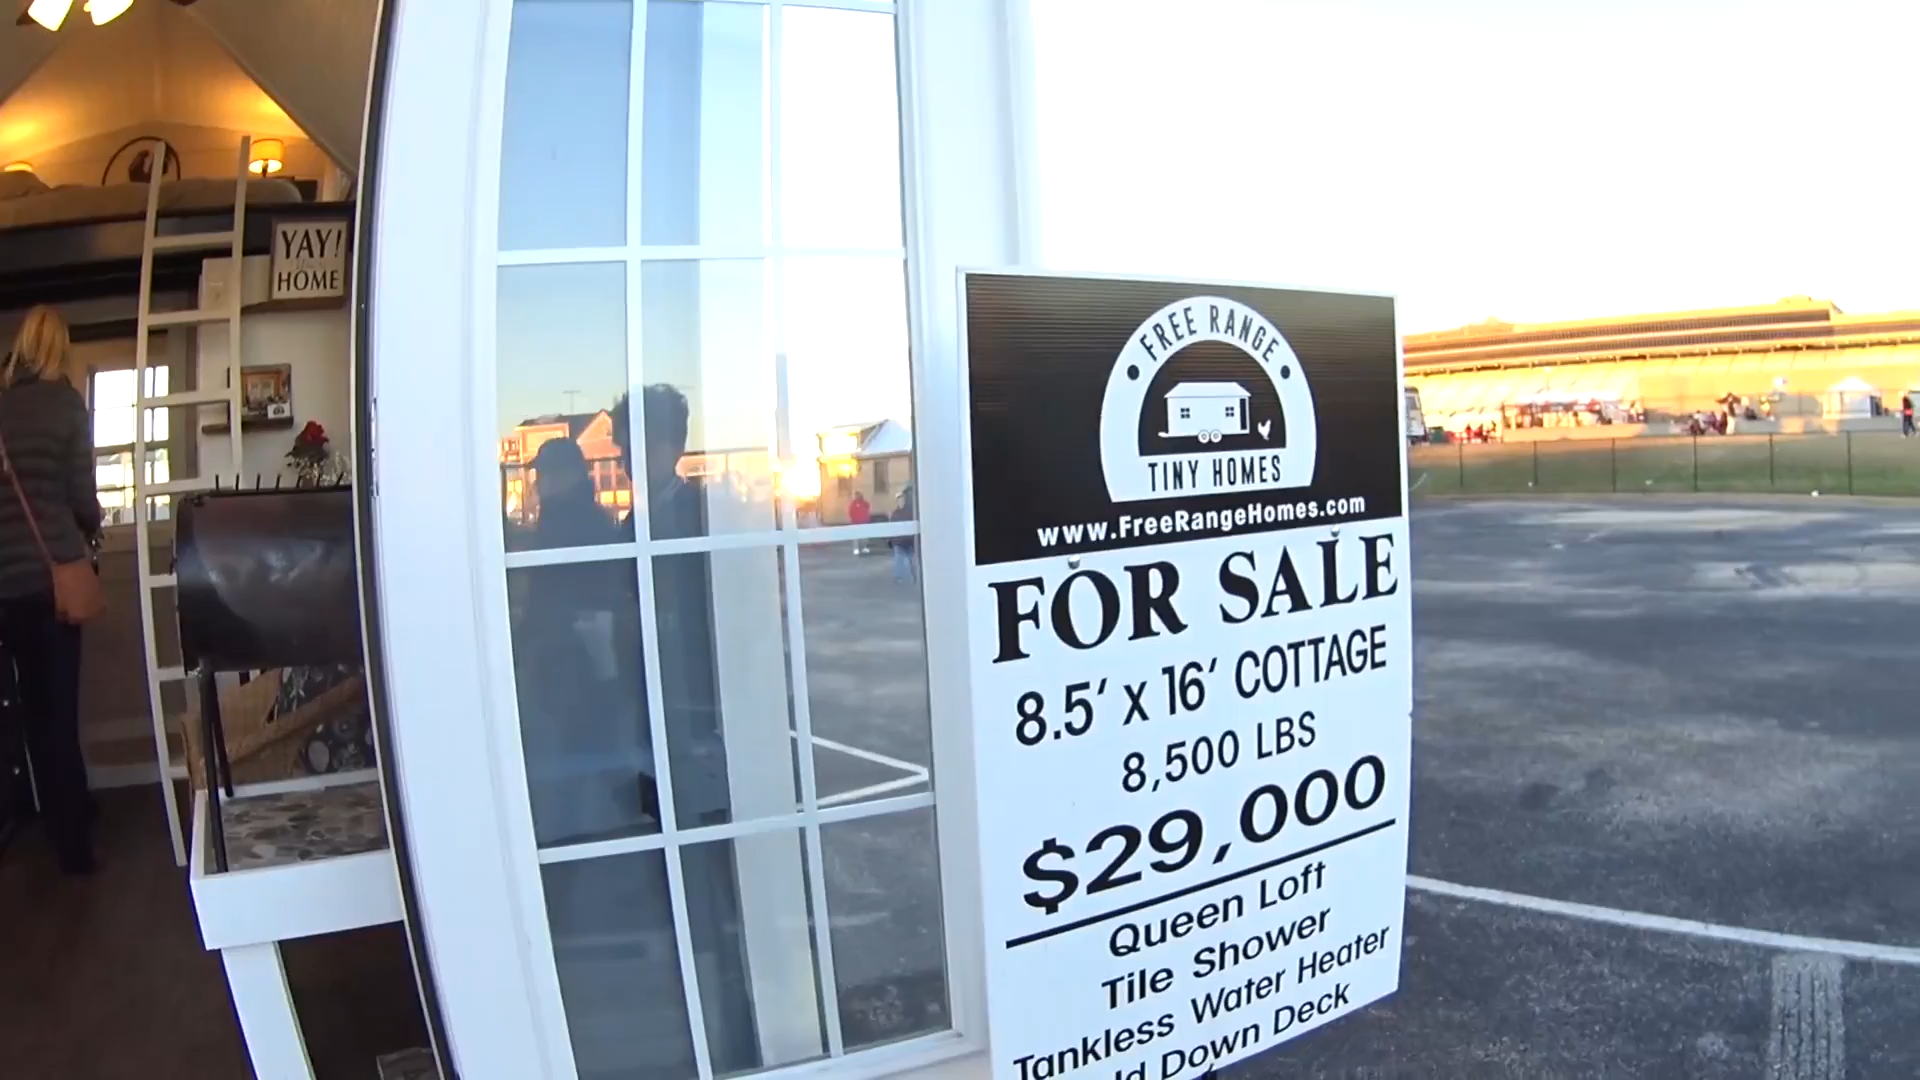 YAY!
HOME
FREE RANGE
TINY HOMES
www.FreeRangeHomes.com
FOR SALE
8.5' x 16' COTTAGE
8,500 LBS
$29,000
Queen Loft
Tile Shower
Tankless Water Heater
Down Deck